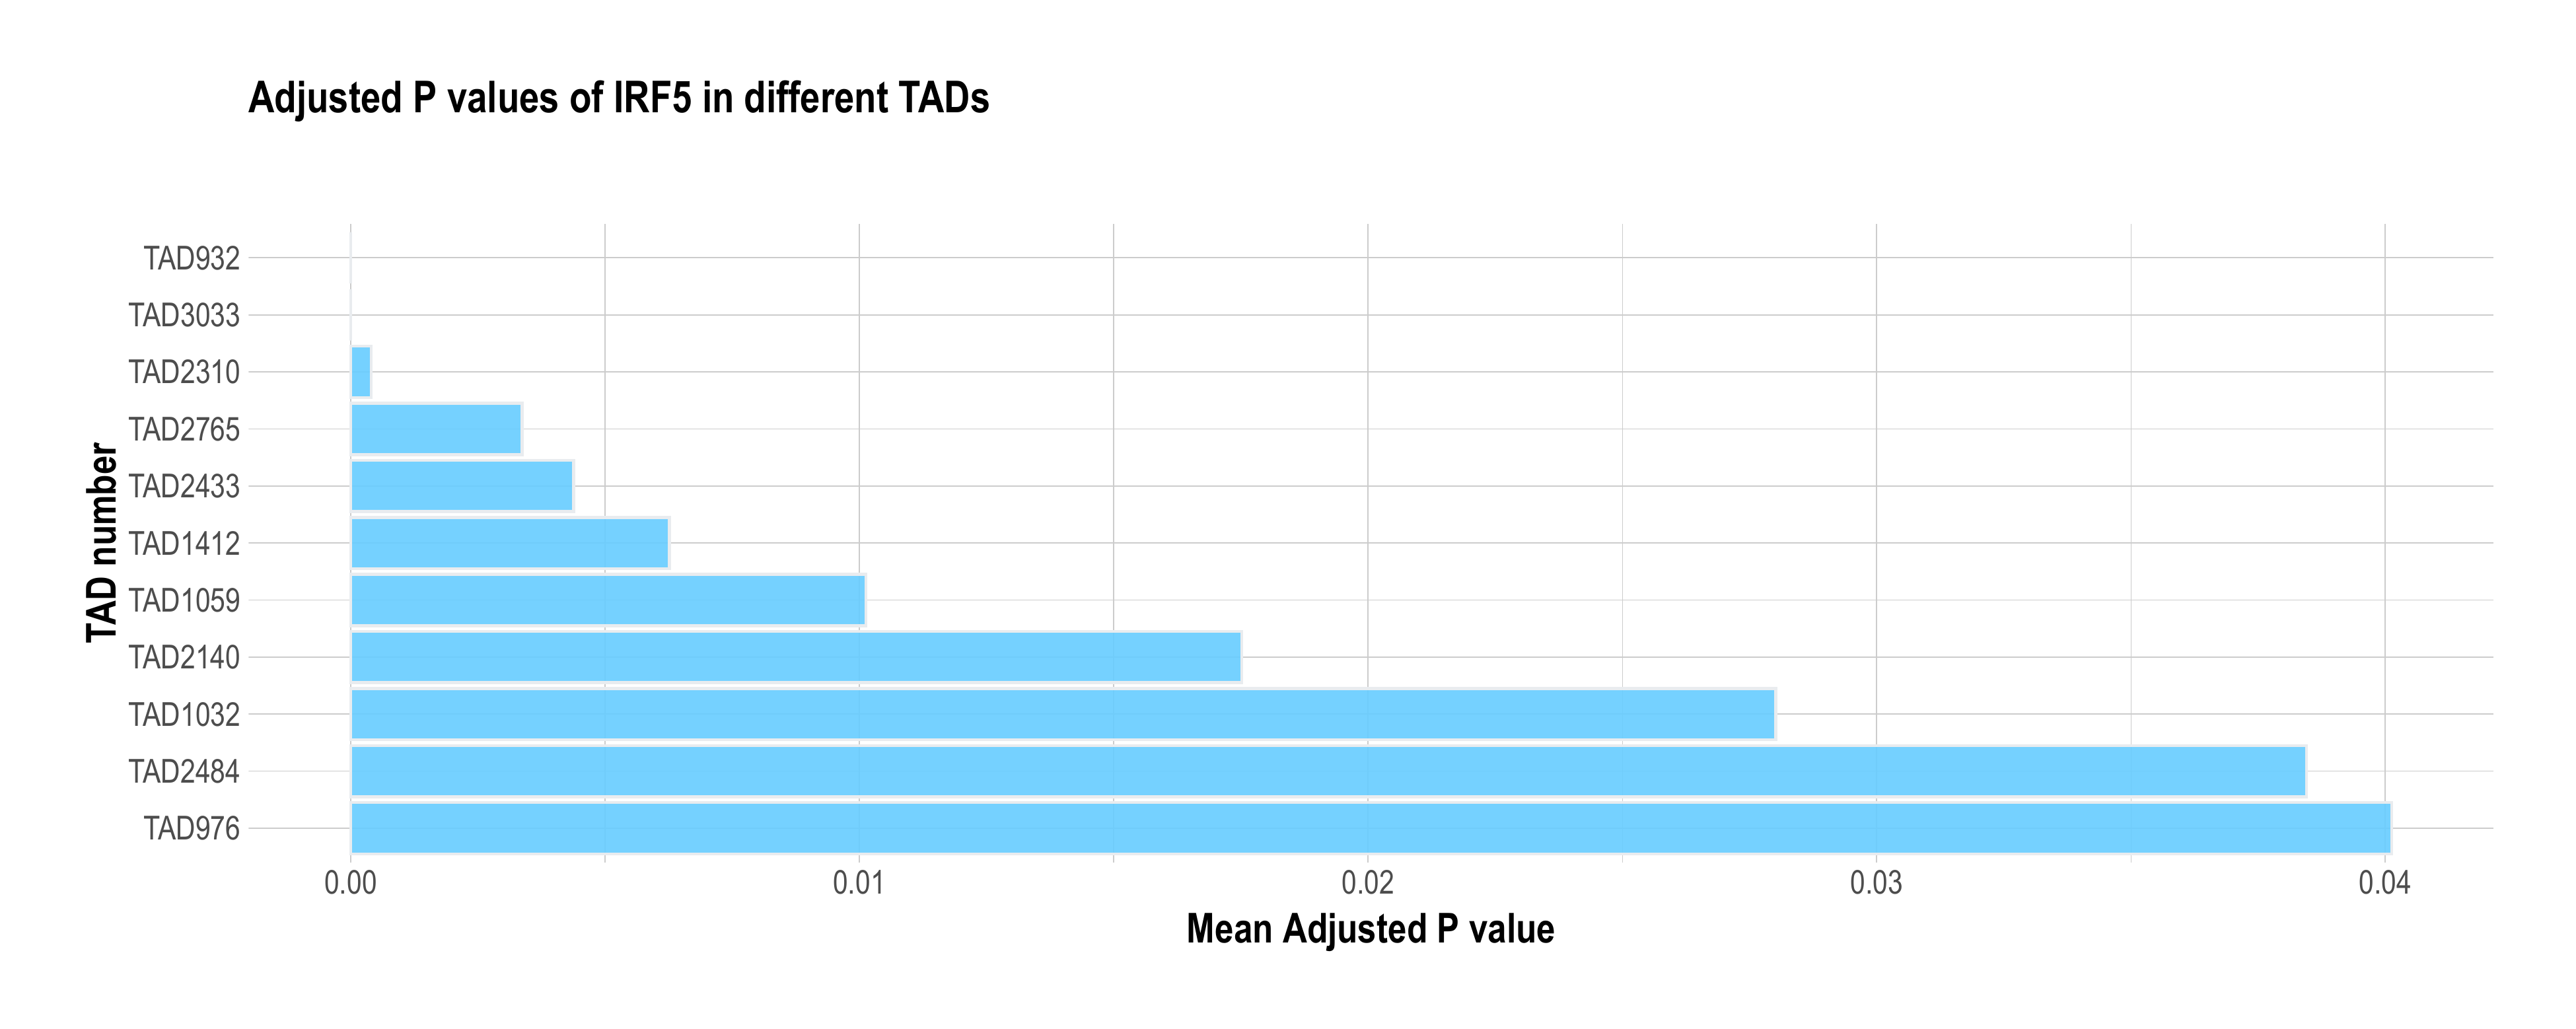 Adjusted P values of IRF5 in different TADs
TAD number
TAD932
TAD3033
TAD2310
TAD2765
TAD2433
TAD1412
TAD1059
TAD2140
TAD1032
TAD2484
TAD976
0.00 0.01 0.02 0.03 0.04
Mean Adjusted P value